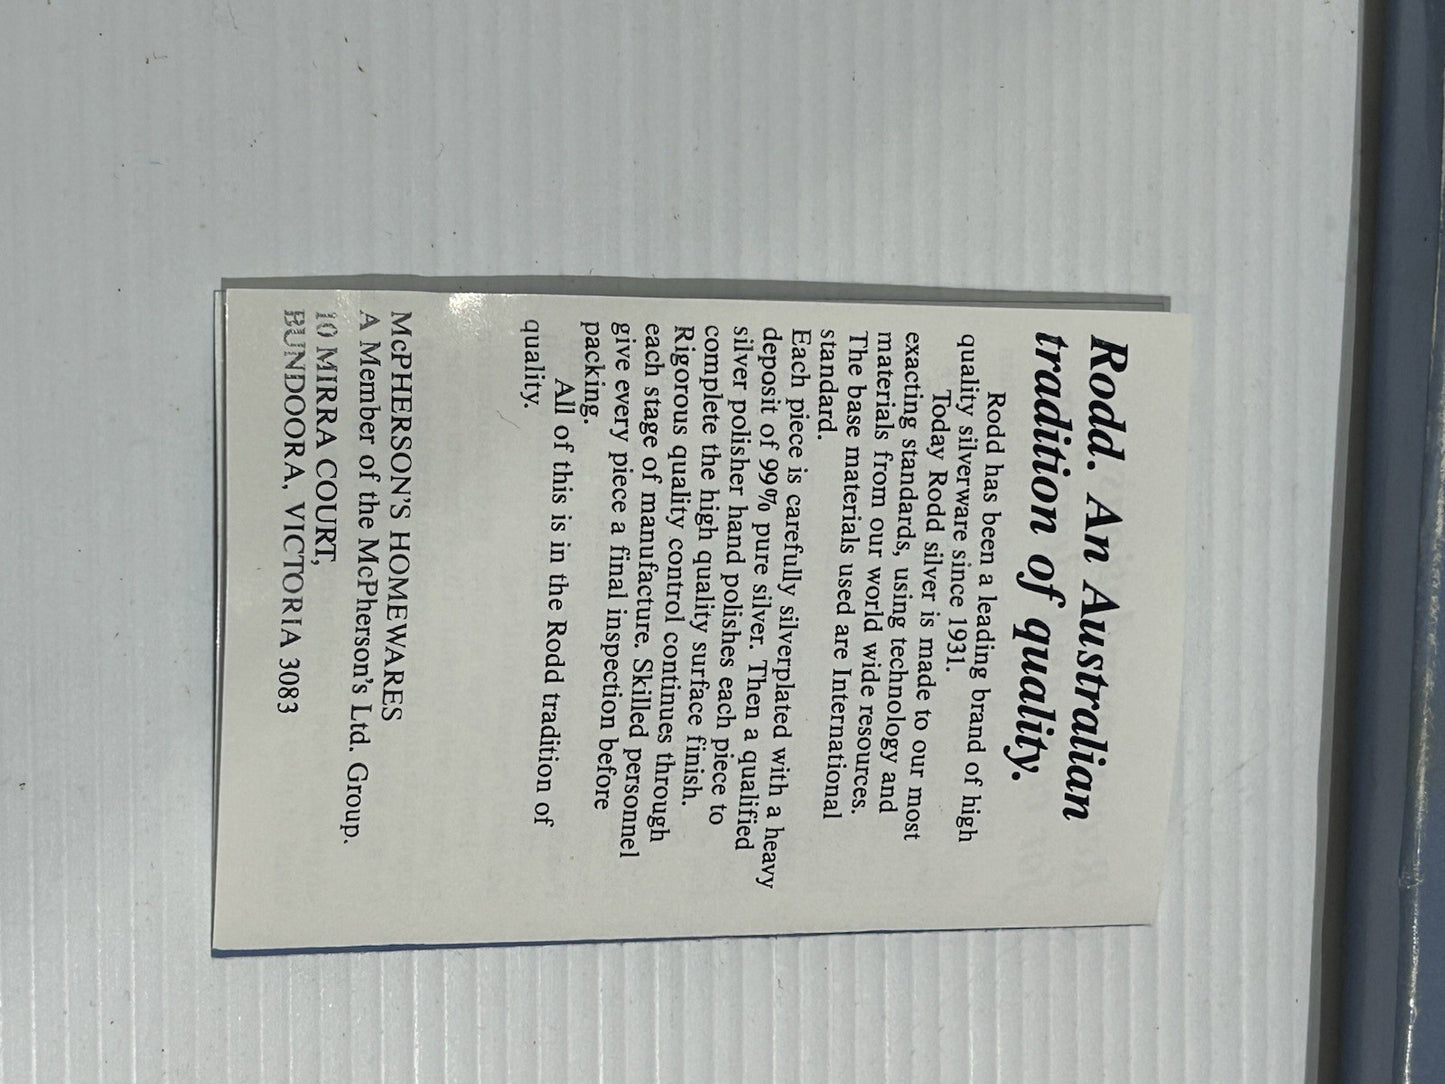 Rodd. An Australian
tradition of quality.
Rodd has been a leading brand of high
quality silverware since 1931.
Today Rodd silver is made to our most
exacting standards, using technology and
materials from our world wide resources.
The base materials used are International
standard.
Each piece is carefully silverplated with a heavy
deposit of 99% pure silver. Then a qualified
silver polisher hand polishes each piece to
complete the high quality surface finish.
Rigorous quality control continues through
each stage of manufacture. Skilled personnel
give every piece a final inspection before
packing.
All of this is in the Rodd tradition of
quality.
McPHERSON'S HOMEWARES
A Member of the McPherson's Ltd. Group.
10 MIRRA COURT,
BUNDOORA, VICTORIA 3083